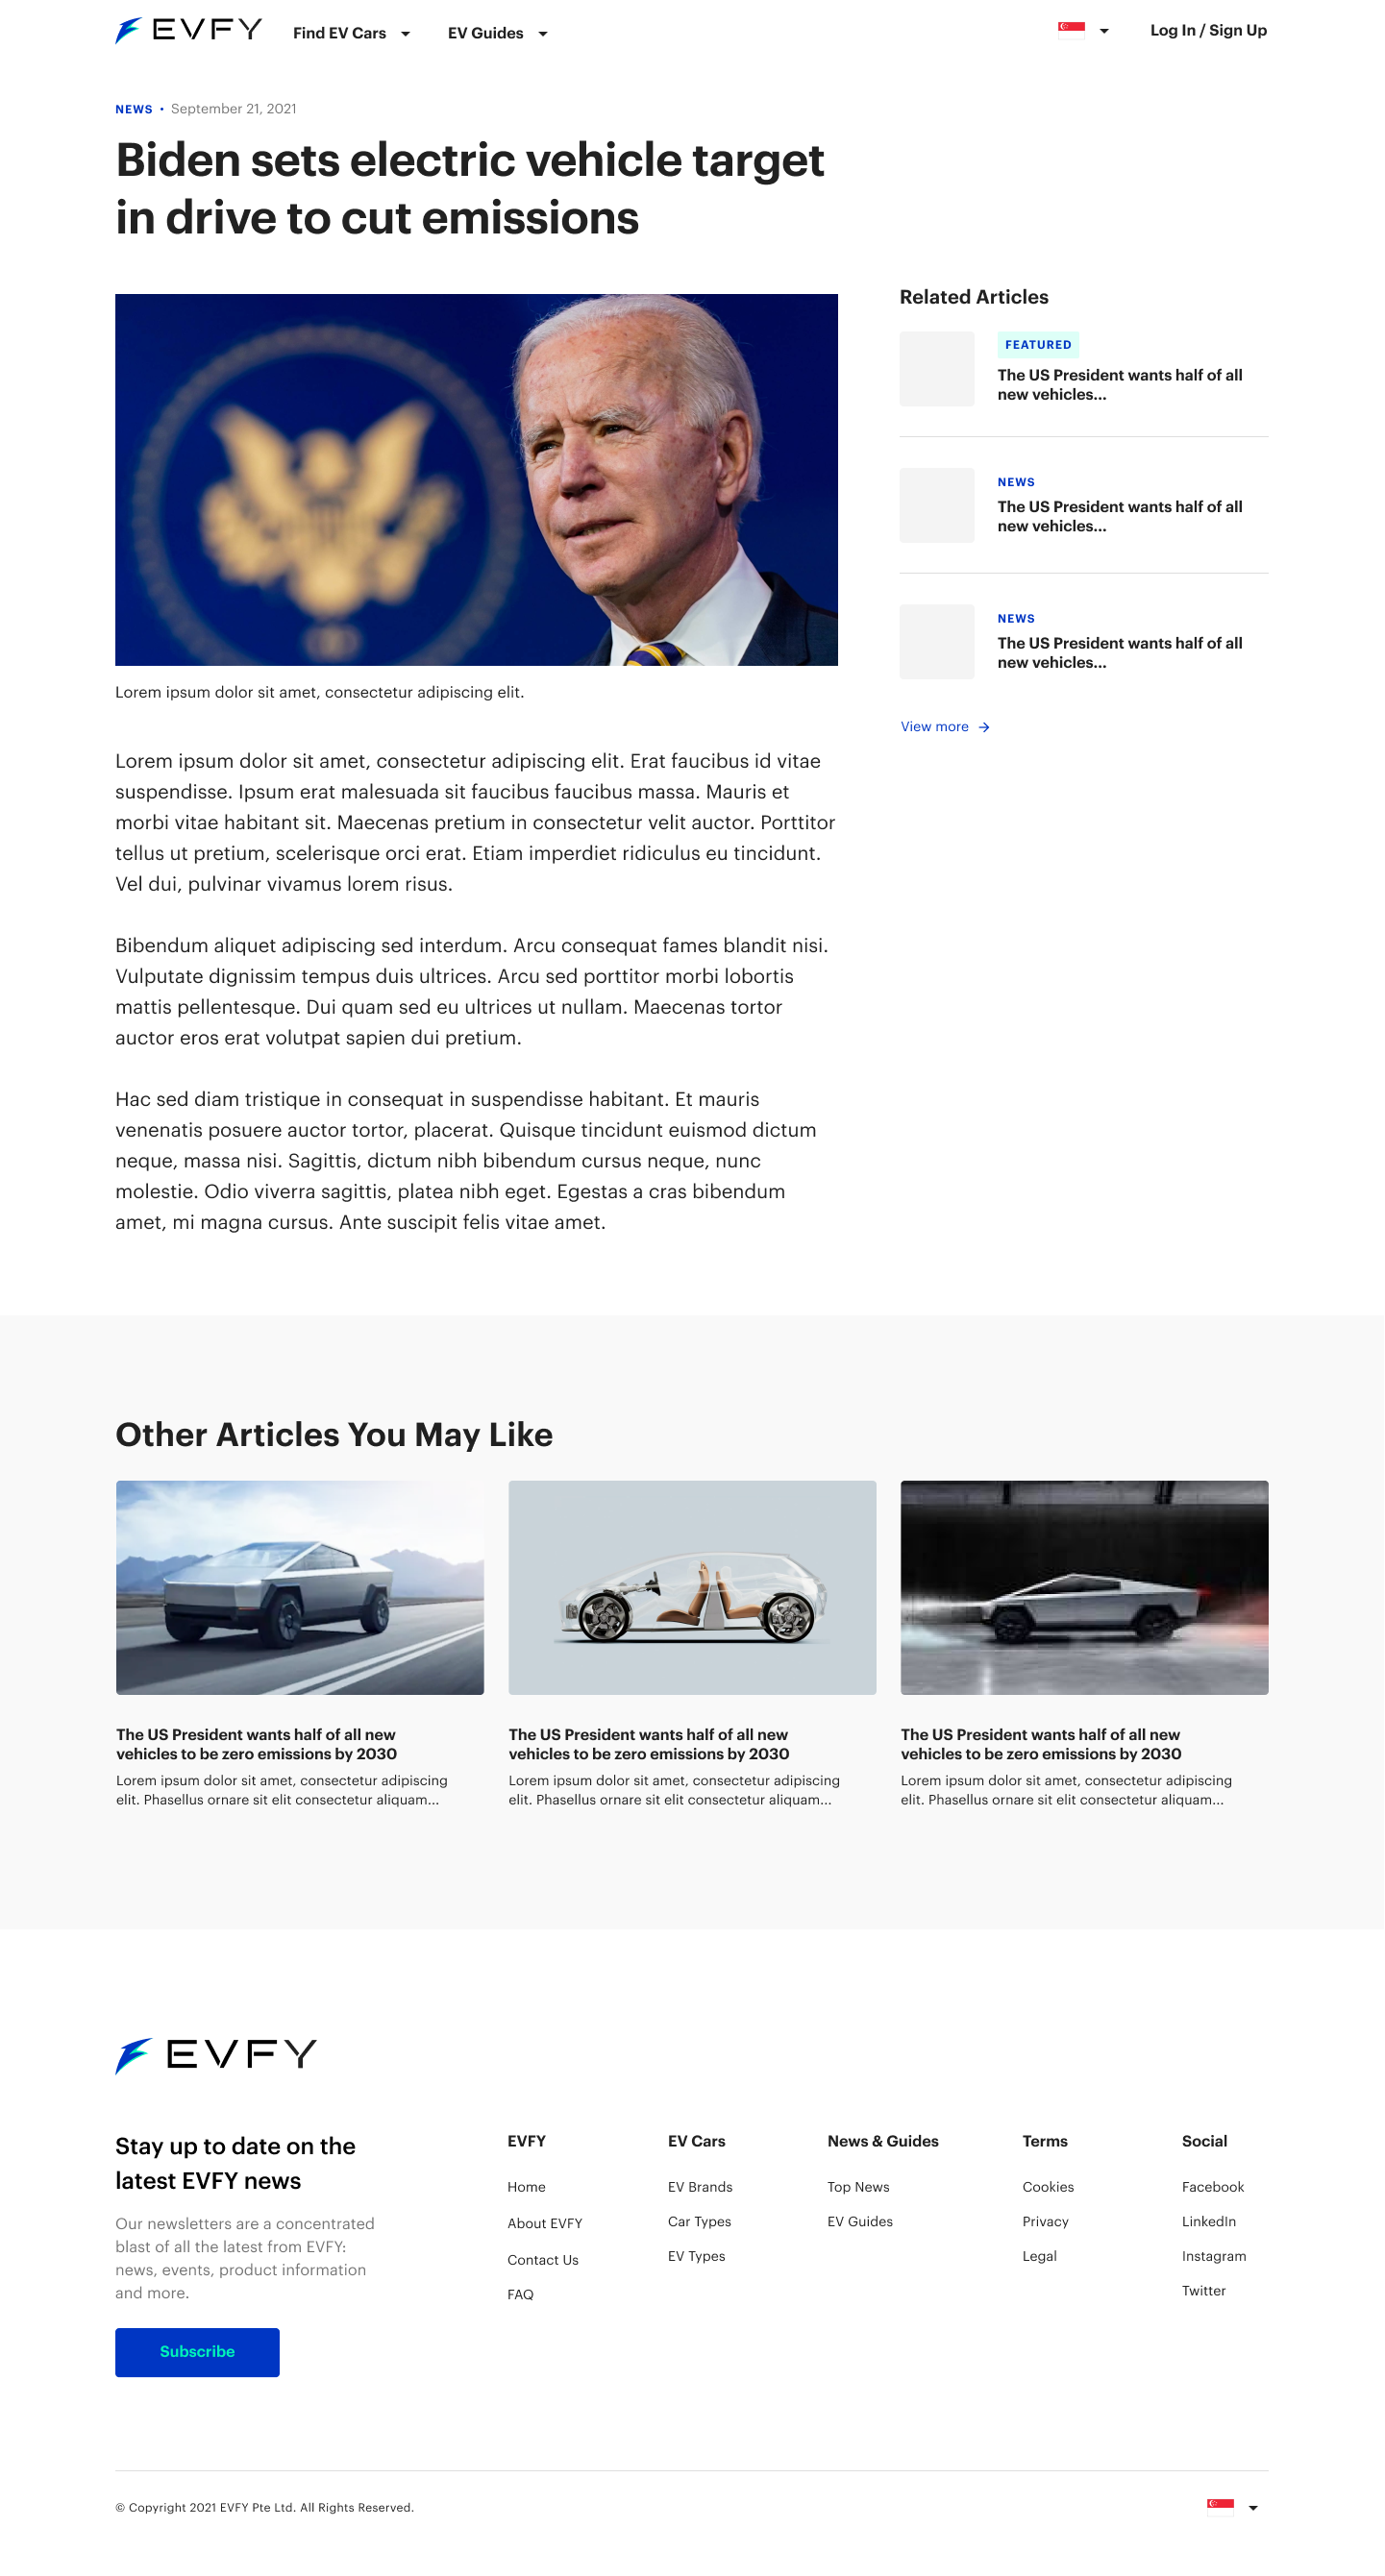 EVFY
Find EV Cars
EV Guides
Log In / Sign Up
NEWS • September 21, 2021
Biden sets electric vehicle target
in drive to cut emissions
Lorem ipsum dolor sit amet, consectetur adipiscing elit.
Lorem ipsum dolor sit amet, consectetur adipiscing elit. Erat faucibus id vitae
suspendisse. Ipsum erat malesuada sit faucibus faucibus massa. Mauris et
morbi vitae habitant sit. Maecenas pretium in consectetur velit auctor. Porttitor
tellus ut pretium, scelerisque orci erat. Etiam imperdiet ridiculus eu tincidunt.
Vel dui, pulvinar vivamus lorem risus.
Bibendum aliquet adipiscing sed interdum. Arcu consequat fames blandit nisi.
Vulputate dignissim tempus duis ultrices. Arcu sed porttitor morbi lobortis
mattis pellentesque. Dui quam sed eu ultrices ut nullam. Maecenas tortor
auctor eros erat volutpat sapien dui pretium.
Hac sed diam tristique in consequat in suspendisse habitant. Et mauris
venenatis posuere auctor tortor, placerat. Quisque tincidunt euismod dictum
neque, massa nisi. Sagittis, dictum nibh bibendum cursus neque, nunc
molestie. Odio viverra sagittis, platea nibh eget. Egestas a cras bibendum
amet, mi magna cursus. Ante suscipit felis vitae amet.
Related Articles
FEATURED
The US President wants half of all
new vehicles...
NEWS
The US President wants half of all
new vehicles...
NEWS
The US President wants half of all
new vehicles...
View more
Other Articles You May Like
The US President wants half of all new
vehicles to be zero emissions by 2030
Lorem ipsum dolor sit amet, consectetur adipiscing
elit. Phasellus ornare sit elit consectetur aliquam...
The US President wants half of all new
vehicles to be zero emissions by 2030
Lorem ipsum dolor sit amet, consectetur adipiscing
elit. Phasellus ornare sit elit consectetur aliquam...
The US President wants half of all new
vehicles to be zero emissions by 2030
Lorem ipsum dolor sit amet, consectetur adipiscing
elit. Phasellus ornare sit elit consectetur aliquam...
EVFY
Stay up to date on the
latest EVFY news
Our newsletters are a concentrated
blast of all the latest from EVFY:
news, events, product information
and more.
Subscribe
EVFY
Home
About EVFY
Contact Us
FAQ
EV Cars
EV Brands
Car Types
EV Types
News & Guides
Top News
EV Guides
Terms
Cookies
Privacy
Legal
Social
Facebook
LinkedIn
Instagram
Twitter
© Copyright 2021 EVFY Pte Ltd. All Rights Reserved.